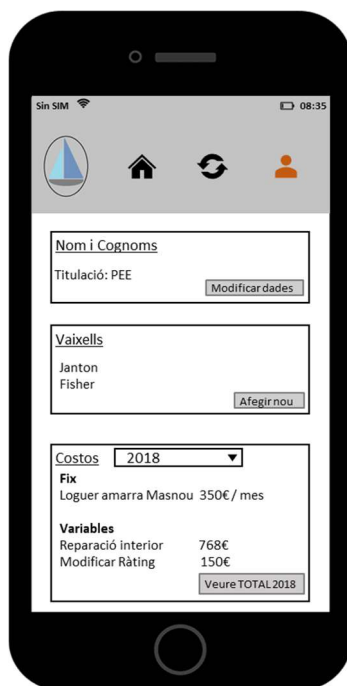 Sin SIM 08:35
Nom i Cognoms
Titulació: PEE
Modificar dades
Vaixells
Janton
Fisher
Afegir nou
Costos 2018
Fix
Loguer amarra Masnou 350€/ mes
Variables
Reparació interior 768€
Modificar Ràting 150€
Veure TOTAL 2018